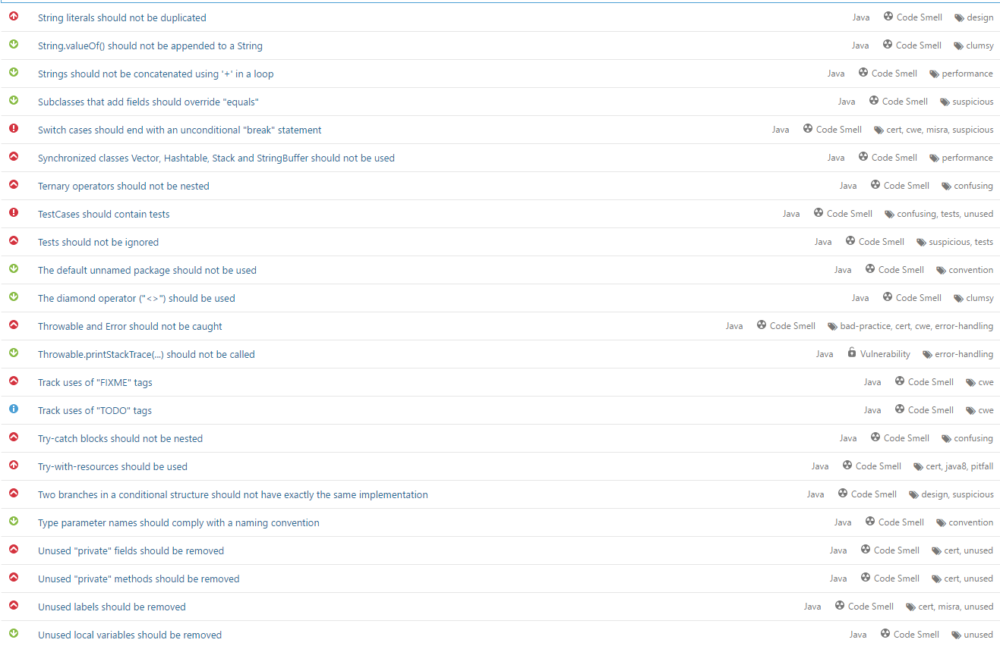 String literals should not be duplicated Java Code Smell design
String.valueOf() should not be appended to a String Java Code Smell clumsy
Strings should not be concatenated using '+' in a loop Java Code Smell performance
Subclasses that add fields should override "equals" Java Code Smell suspicious
Switch cases should end with an unconditional "break" statement Java Code Smell cert, cwe, misra, suspicious
Synchronized classes Vector, Hashtable, Stack and StringBuffer should not be used Java Code Smell performance
Ternary operators should not be nested Java Code Smell confusing
TestCases should contain tests Java Code Smell confusing, tests, unused
Tests should not be ignored Java Code Smell suspicious, tests
The default unnamed package should not be used Java Code Smell convention
The diamond operator ("<>") should be used Java Code Smell clumsy
Throwable and Error should not be caught Java Code Smell bad-practice, cert, cwe, error-handling
Throwable.printStackTrace(...) should not be called Java Vulnerability error-handling
Track uses of "FIXME" tags Java Code Smell cwe
Track uses of "TODO" tags Java Code Smell cwe
Try-catch blocks should not be nested Java Code Smell confusing
Try-with-resources should be used Java Code Smell cert, java8, pitfall
Two branches in a conditional structure should not have exactly the same implementation Java Code Smell design, suspicious
Type parameter names should comply with a naming convention Java Code Smell convention
Unused "private" fields should be removed Java Code Smell cert, unused
Unused "private" methods should be removed Java Code Smell cert, unused
Unused labels should be removed Java Code Smell cert, misra, unused
Unused local variables should be removed Java Code Smell unused